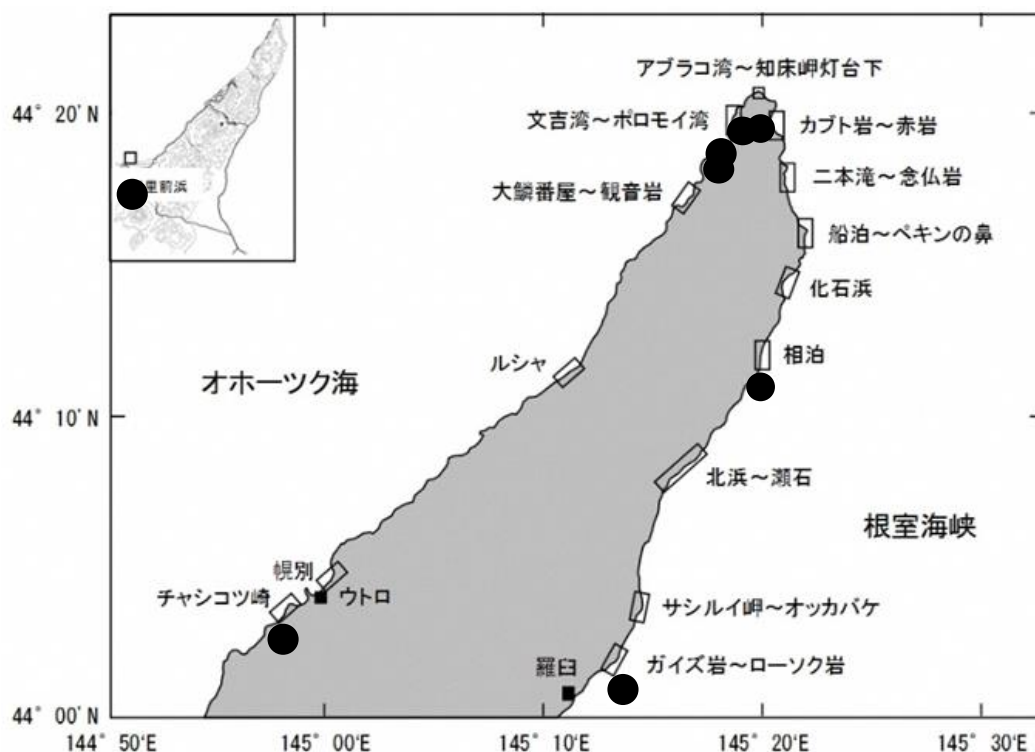 アブラコ湾～知床岬灯台下
44° 20' N
文吉湾～ポロモイ湾
カブト岩～赤岩
里前浜
二本滝～念仏岩
大鱗番屋～観音岩
船泊～ペキンの鼻
化石浜
ルシャ
相泊
オホーツク海
44° 10' N
北浜～瀬石
根室海峡
幌別
チャシコツ崎
ウトロ
サシルイ岬～オッカバケ
羅臼
ガイズ岩～ローソク岩
44° 00' N
144° 50' E
145° 00' E
145° 10' E
145° 20' E
145° 30' E